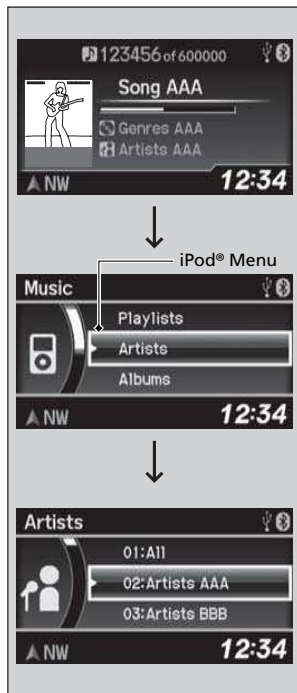 123456 of 600000
Song AAA
Genres AAA
Artists AAA
NW 12:34
iPod® Menu
Music
Playlists
Artists
Albums
NW 12:34
Artists
01:All
02:Artists AAA
03:Artists BBB
NW 12:34